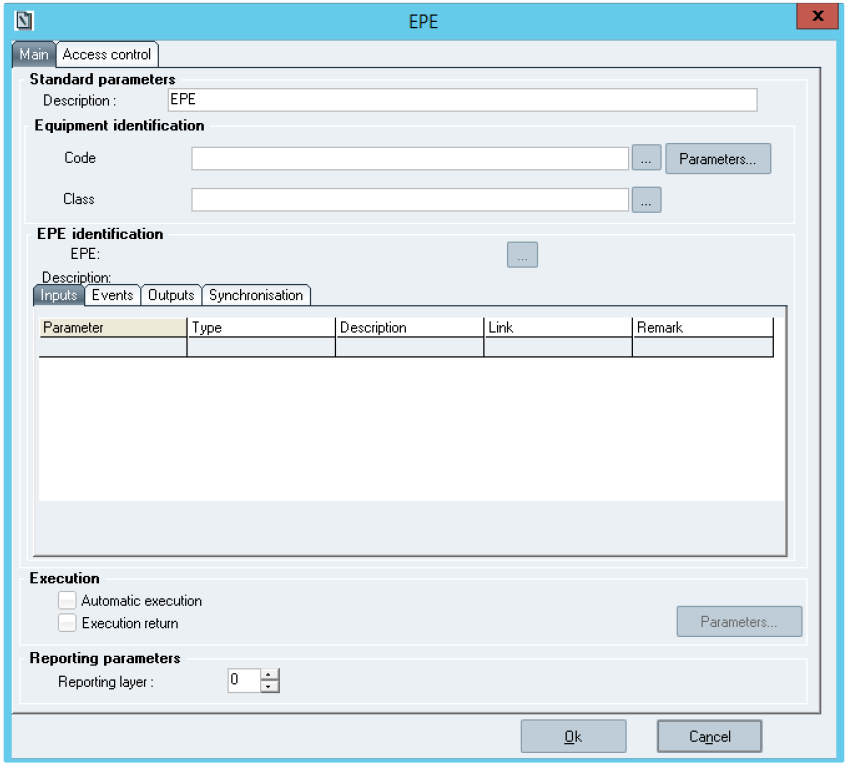 EPE
x
Main Access control
Standard parameters
Description : EPE
Equipment identification
Code ... Parameters...
Class ...
EPE identification
EPE: ...
Description:
Inputs Events Outputs Synchronisation
Parameter Type Description Link Remark
Execution
Automatic execution
Execution return
Parameters...
Reporting parameters
Reporting layer : 0
Ok Cancel